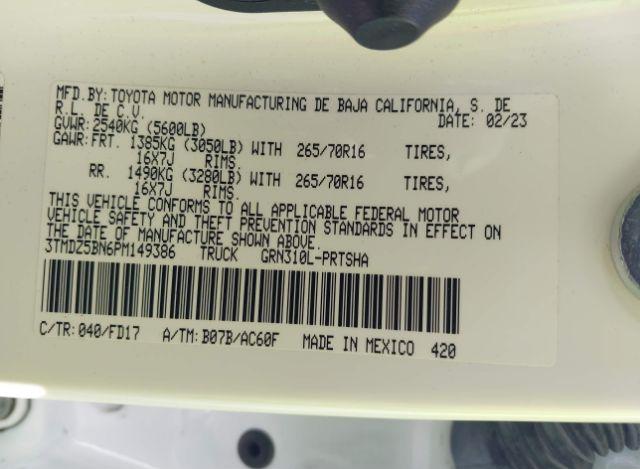 MFD.BY:TOYOTA MOTOR MANUFACTURING DE BAJA CALIFORNIA, S. DE
R.L. DE C.V. DATE: 02/23
GVWR:2540KG (5600LB)
GAWR:FRT. 1385KG (3050LB) WITH 265/70R16 TIRES,
16X7J RIMS.
RR. 1490KG (3280LB) WITH 265/70R16 TIRES,
16X7J RIMS.
THIS VEHICLE CONFORMS TO ALL APPLICABLE FEDERAL MOTOR
VEHICLE SAFETY AND THEFT PREVENTION STANDARDS IN EFFECT ON
THE DATE OF MANUFACTURE SHOWN ABOVE.
3TMDZ5BN6PM149386 TRUCK GRN310L-PRTSHA
C/TR:040/FD17 A/TM:B07B/AC60F MADE IN MEXICO 420